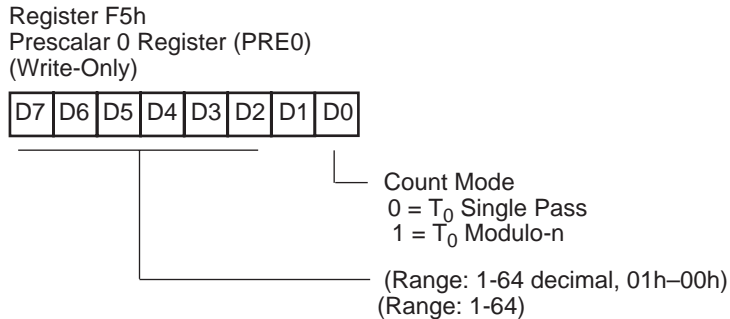 Register F5h
Prescalar 0 Register (PRE0)
(Write-Only)
D7 D6 D5 D4 D3 D2 D1 D0
Count Mode
0 = T0 Single Pass
1 = T0 Modulo-n
(Range: 1-64 decimal, 01h–00h)
(Range: 1-64)